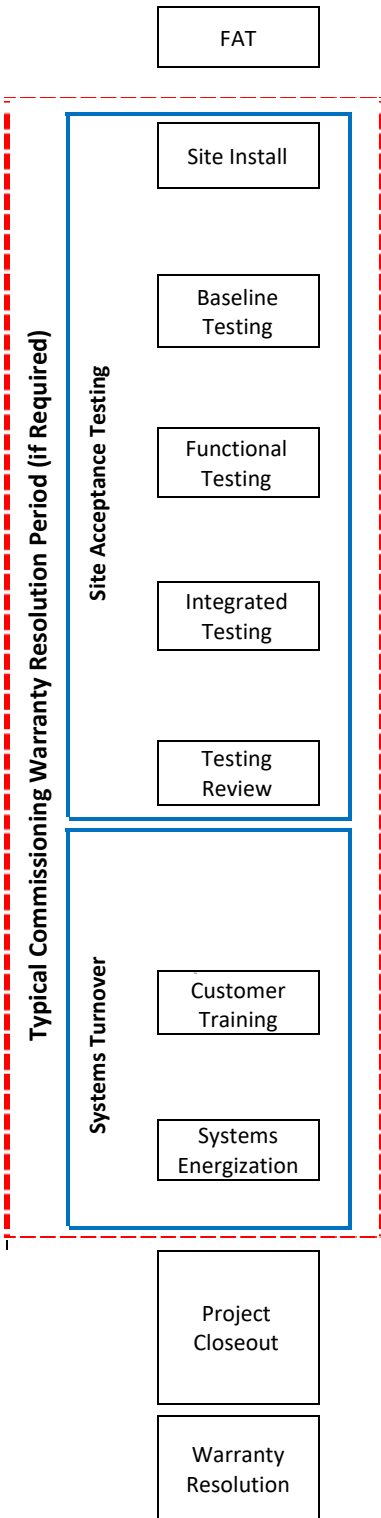 FAT
Typical Commissioning Warranty Resolution Period (if Required)
Site Acceptance Testing
Site Install
Baseline
Testing
Functional
Testing
Integrated
Testing
Testing
Review
Systems Turnover
Customer
Training
Systems
Energization
Project
Closeout
Warranty
Resolution